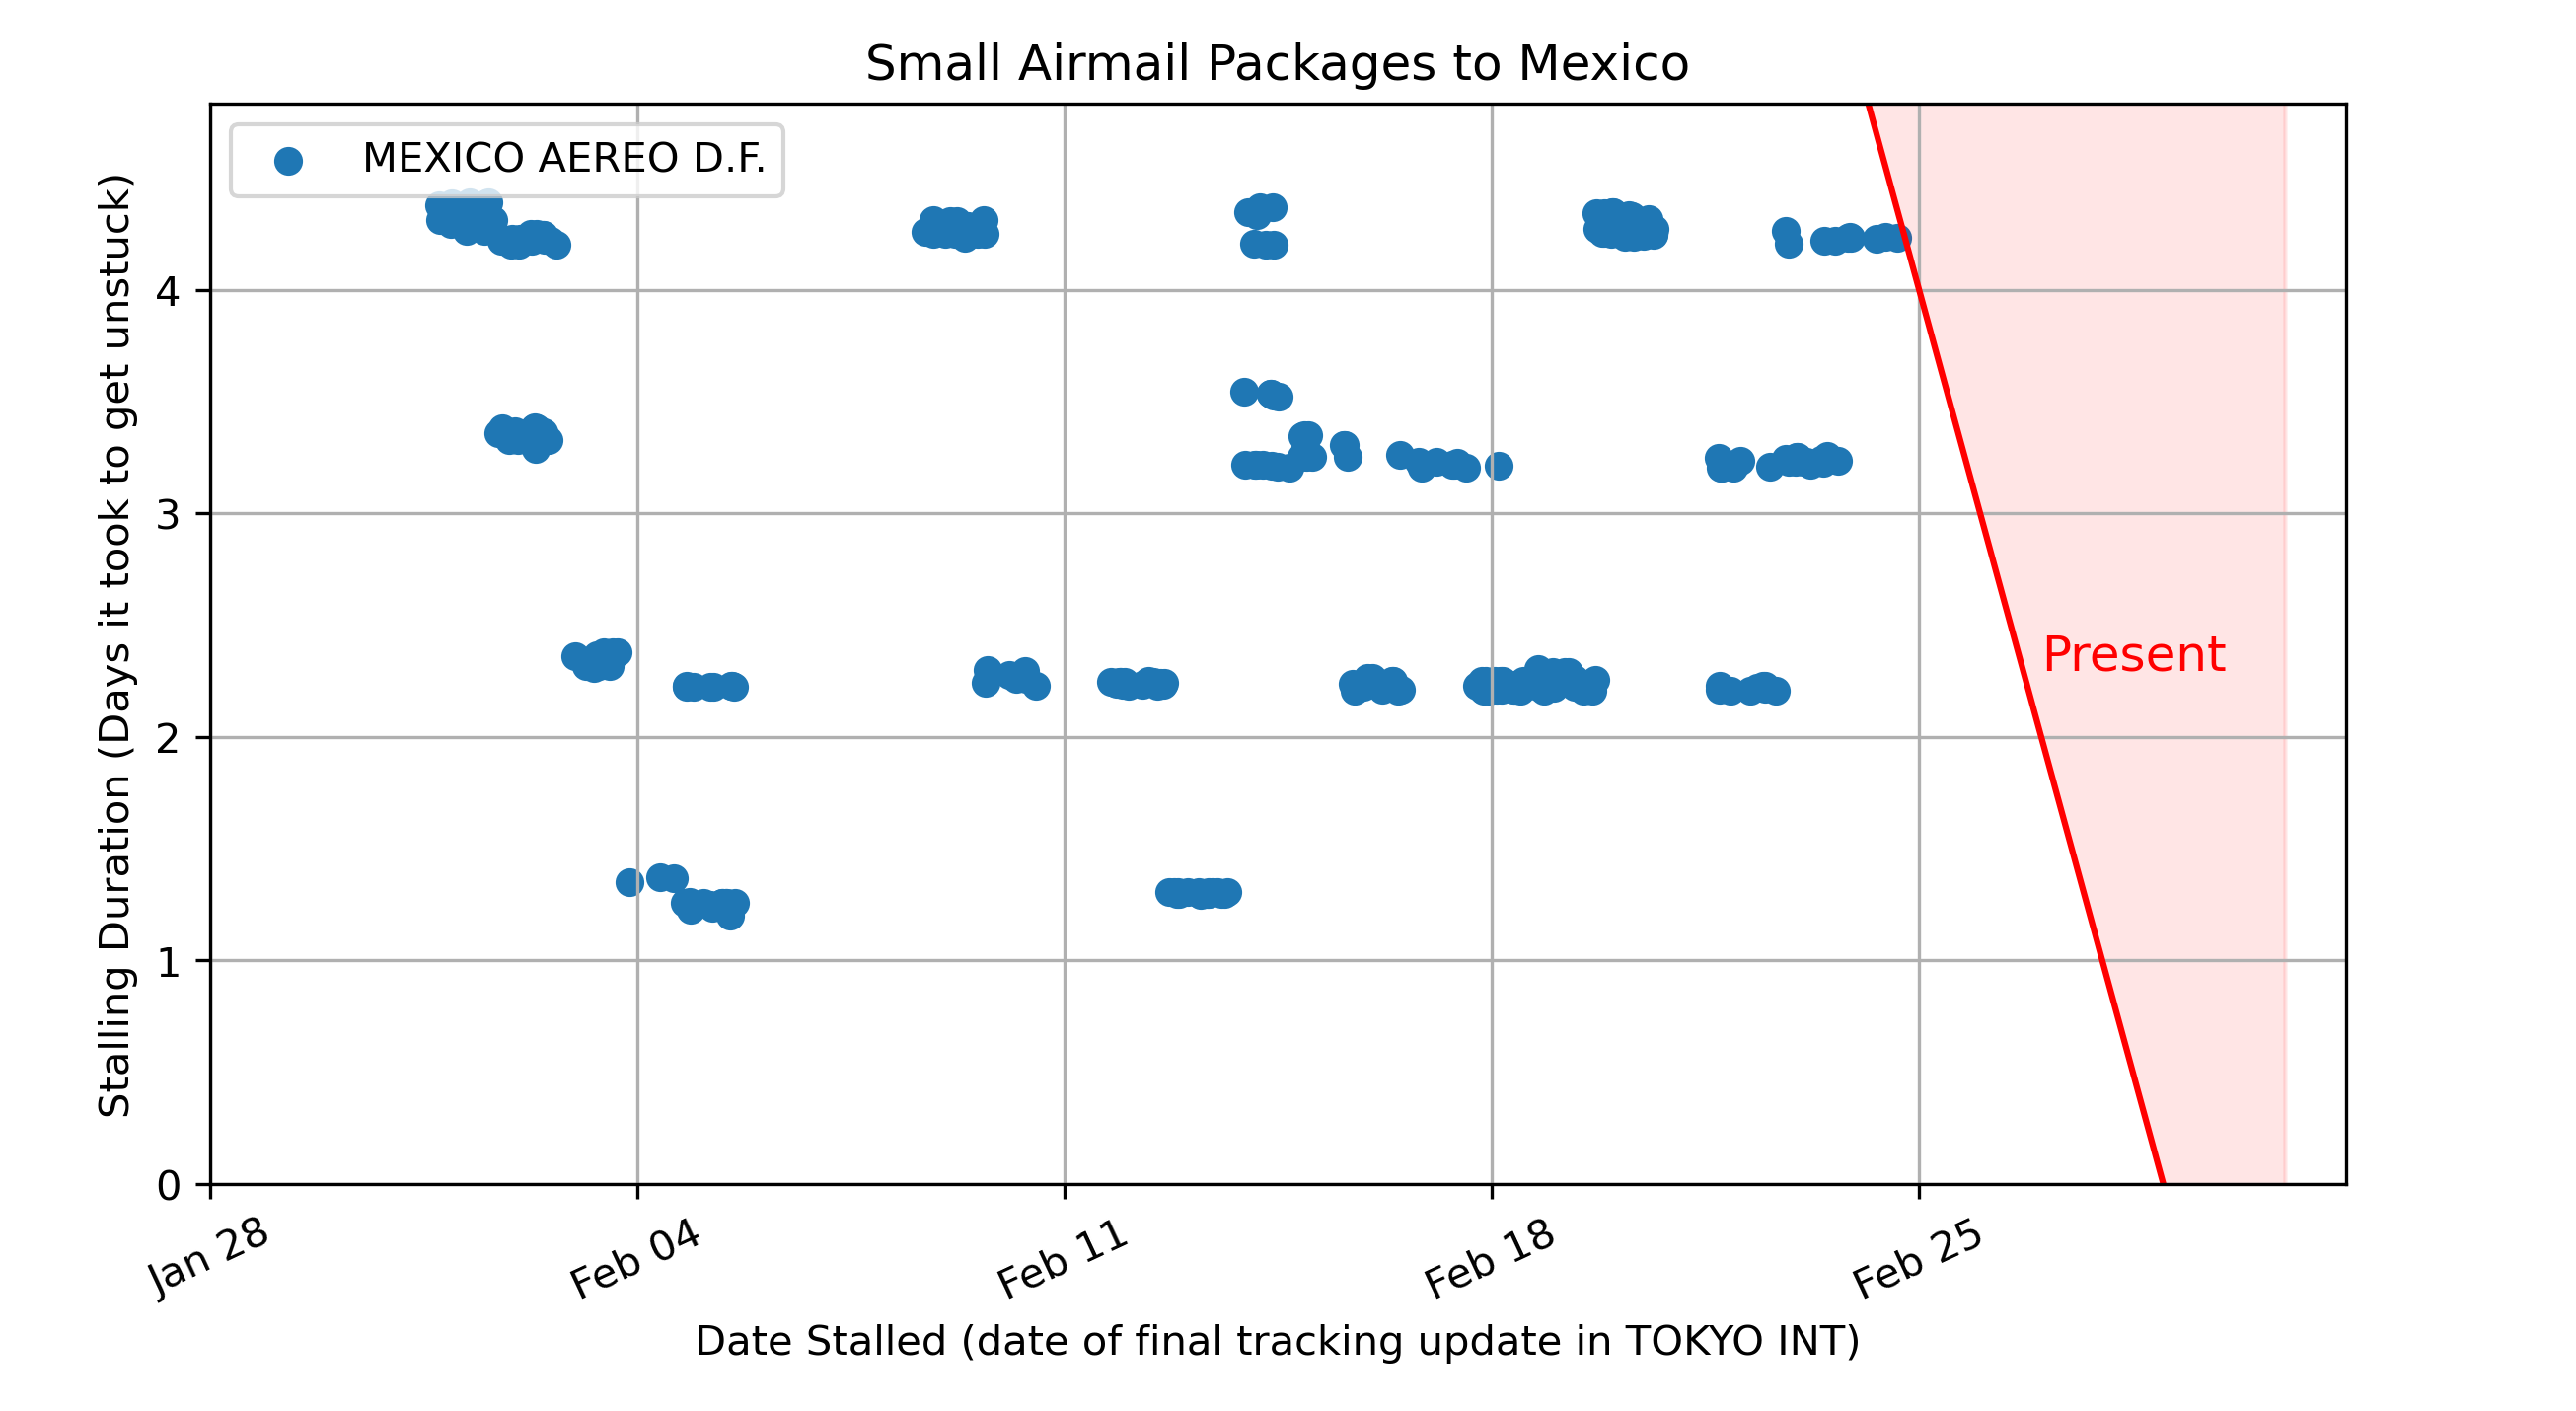 Small Airmail Packages to Mexico
MEXICO AEREO D.F.
Stalling Duration (Days it took to get unstuck)
4
3
2
1
0
Present
Jan 28
Feb 04
Feb 11
Feb 18
Feb 25
Date Stalled (date of final tracking update in TOKYO INT)